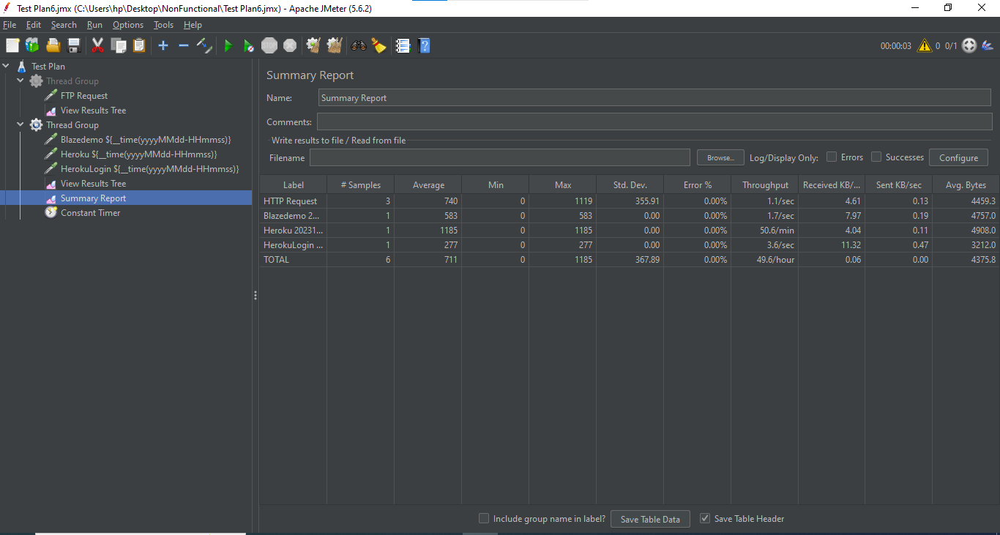 Test Plan6.jmx (C:\Users\hp\Desktop\NonFunctional\Test Plan6.jmx) - Apache JMeter (5.6.2)
File Edit Search Run Options Tools Help
STOP 00:00:03 0 0/1
Test Plan
Thread Group
FTP Request
View Results Tree
Thread Group
Blazedemo ${__time(yyyyMMdd-HHmmss)}
Heroku ${__time(yyyyMMdd-HHmmss)}
HerokuLogin ${__time(yyyyMMdd-HHmmss)}
View Results Tree
Summary Report
Constant Timer
Summary Report
Name: Summary Report
Comments:
Write results to file / Read from file
Filename Browse... Log/Display Only: Errors Successes Configure
Label # Samples Average Min Max Std. Dev. Error % Throughput Received KB/... Sent KB/sec Avg. Bytes
HTTP Request 3 740 0 1119 355.91 0.00% 1.1/sec 4.61 0.13 4459.3
Blazedemo 2... 1 583 0 583 0.00 0.00% 1.7/sec 7.97 0.19 4757.0
Heroku 20231... 1 1185 0 1185 0.00 0.00% 50.6/min 4.04 0.11 4908.0
HerokuLogin ... 1 277 0 277 0.00 0.00% 3.6/sec 11.32 0.47 3212.0
TOTAL 6 711 0 1185 367.89 0.00% 49.6/hour 0.06 0.00 4375.8
Include group name in label? Save Table Data Save Table Header